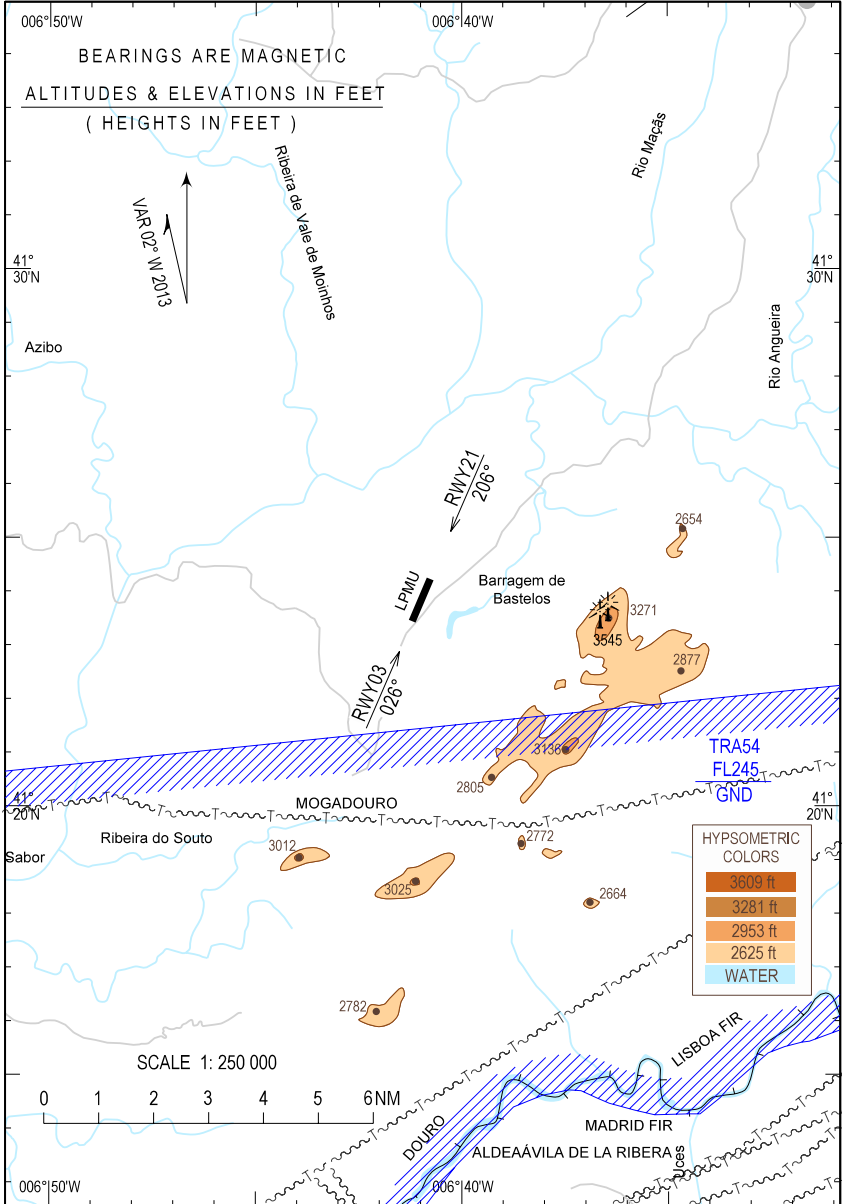 006°50'W
006°40'W
BEARINGS ARE MAGNETIC
ALTITUDES & ELEVATIONS IN FEET
( HEIGHTS IN FEET )
Ribeira de Vale de Moinhos
Rio Maçãs
VAR 02° W 2013
41°
30'N
41°
30'N
Azibo
Rio Angueira
RWY21
206°
2654
LPMU
Barragem de
Bastelos
3271
3545
2877
RWY03
026°
3136
TRA54
FL245
GND
2805
MOGADOURO
41°
20'N
41°
20'N
Ribeira do Souto
2772
Sabor
3012
3025
2664
HYPSOMETRIC
COLORS
3609 ft
3281 ft
2953 ft
2625 ft
WATER
2782
SCALE 1: 250 000
LISBOA FIR
0 1 2 3 4 5 6 NM
DOURO
MADRID FIR
ALDEAÁVILA DE LA RIBERA
Uces
006°50'W
006°40'W